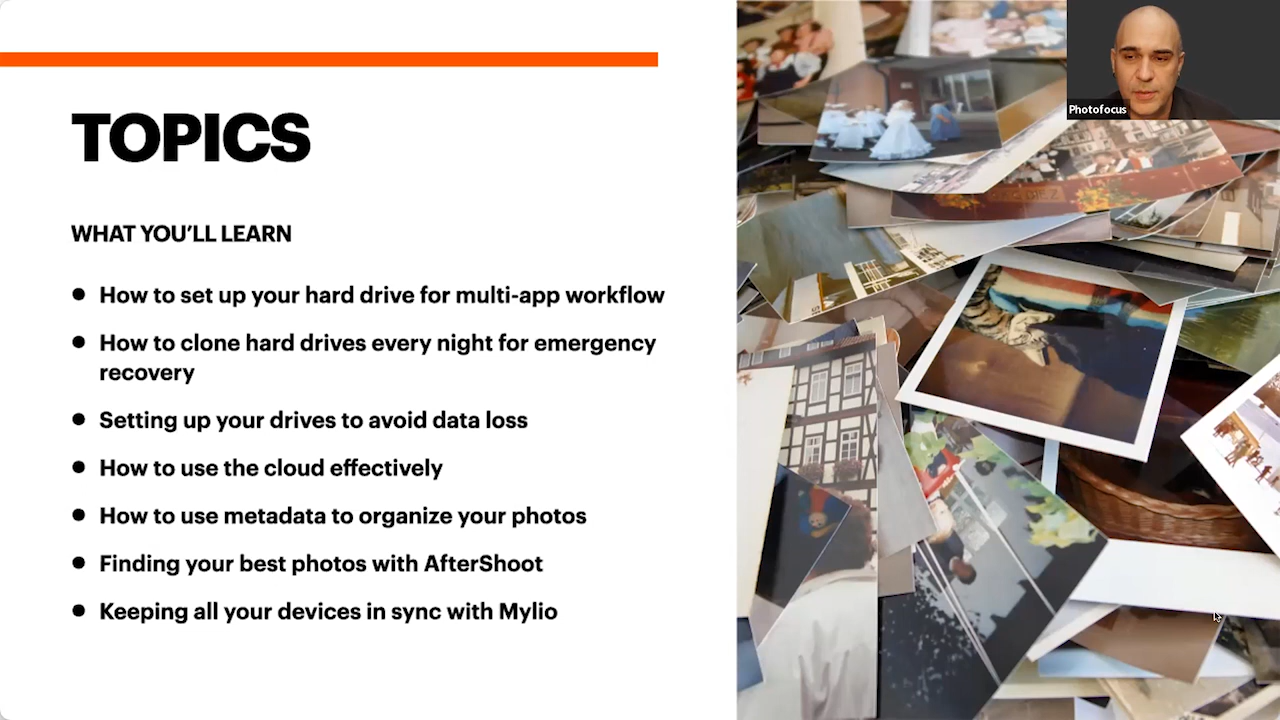 TOPICS
WHAT YOU’LL LEARN
● How to set up your hard drive for multi-app workflow
● How to clone hard drives every night for emergency
recovery
● Setting up your drives to avoid data loss
● How to use the cloud effectively
● How to use metadata to organize your photos
● Finding your best photos with AfterShoot
● Keeping all your devices in sync with Mylio
Photofocus